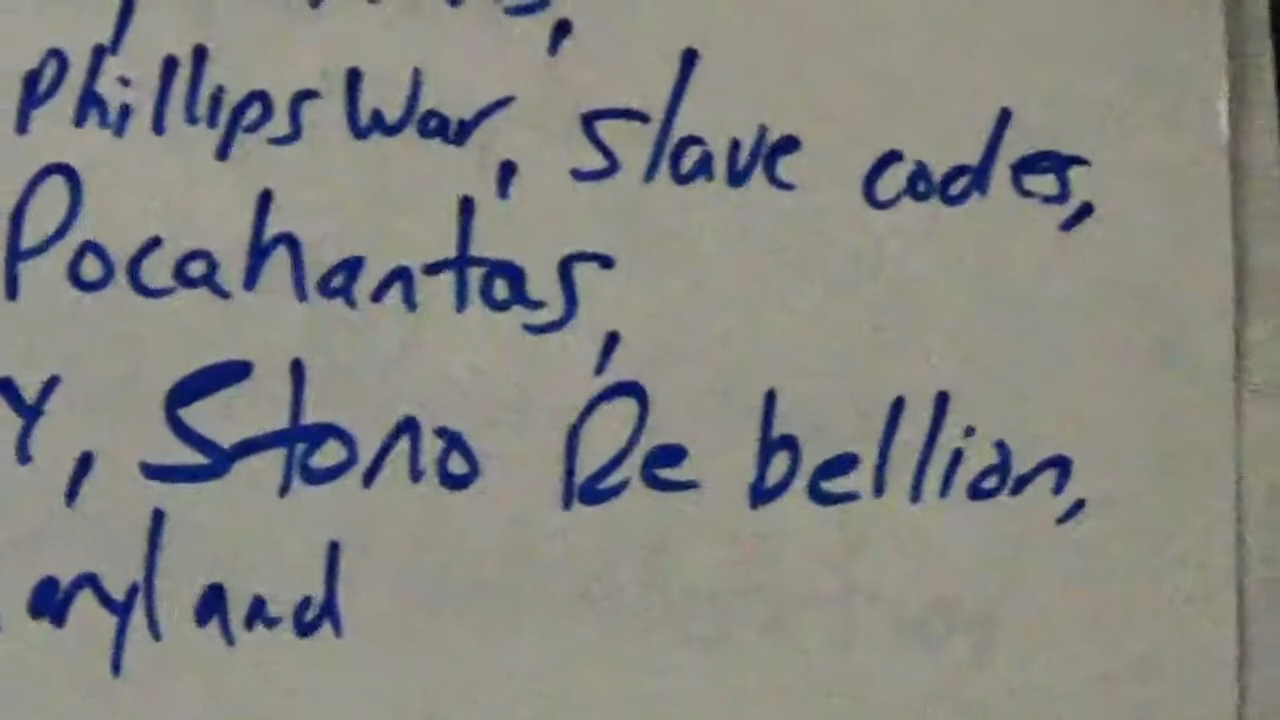 Phillips War, Slave codes,
Pocahantas,
Y, Stono Rebellion,
aryland